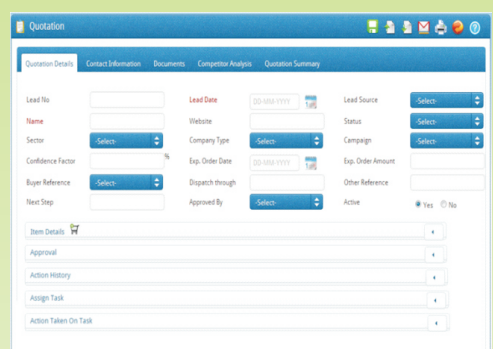 Quotation
Quotation Details Contact Information Documents Competitor Analysis Quotation Summary
Lead No Lead Date DD-MM-YYYY Lead Source -Select-
Name Website Status -Select-
Sector -Select- Company Type -Select- Campaign -Select-
Confidence Factor % Exp. Order Date DD-MM-YYYY Exp. Order Amount
Buyer Reference -Select- Dispatch through Other Reference
Next Step Approved By -Select- Active Yes No
Item Details
Approval
Action History
Assign Task
Action Taken On Task